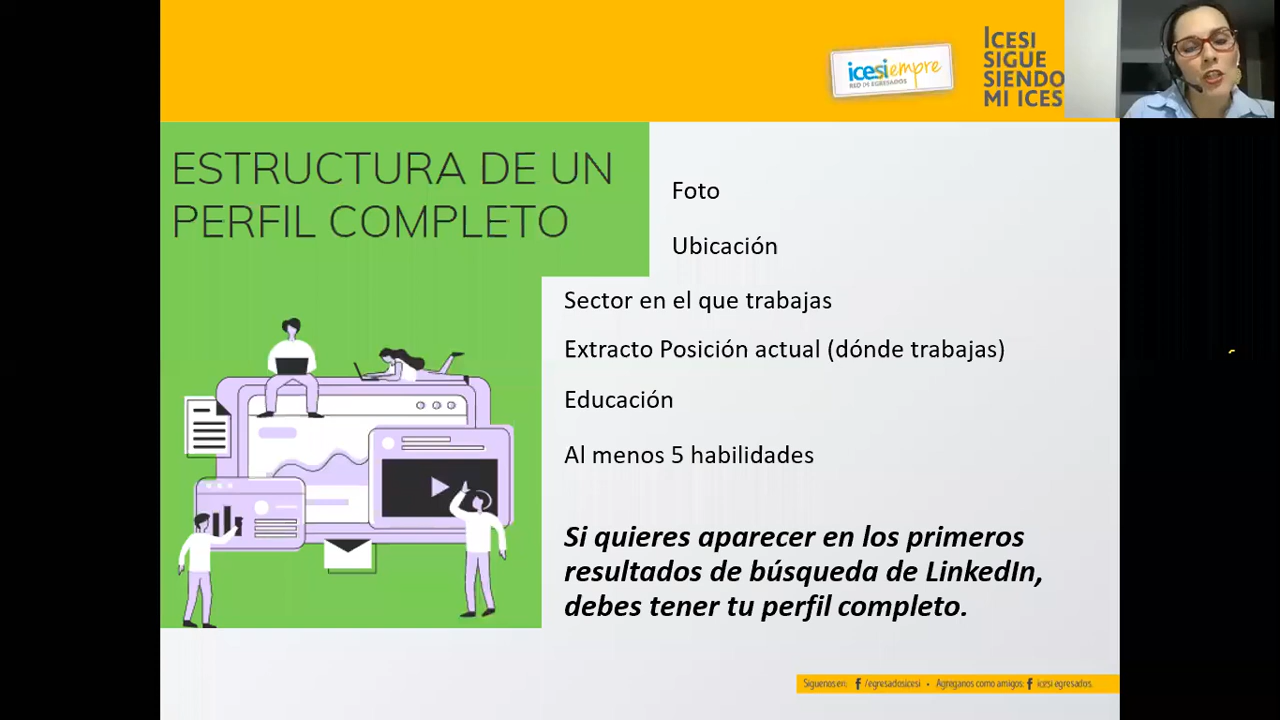 icesiempre
RED DE EGRESADOS
ICESI
SIGUE
SIENDO
MI ICES
ESTRUCTURA DE UN
PERFIL COMPLETO
Foto
Ubicación
Sector en el que trabajas
Extracto Posición actual (dónde trabajas)
Educación
Al menos 5 habilidades
Si quieres aparecer en los primeros
resultados de búsqueda de LinkedIn,
debes tener tu perfil completo.
Síguenos en: f /egresadosicesi • Agréganos como amigos: f icesi egresados.